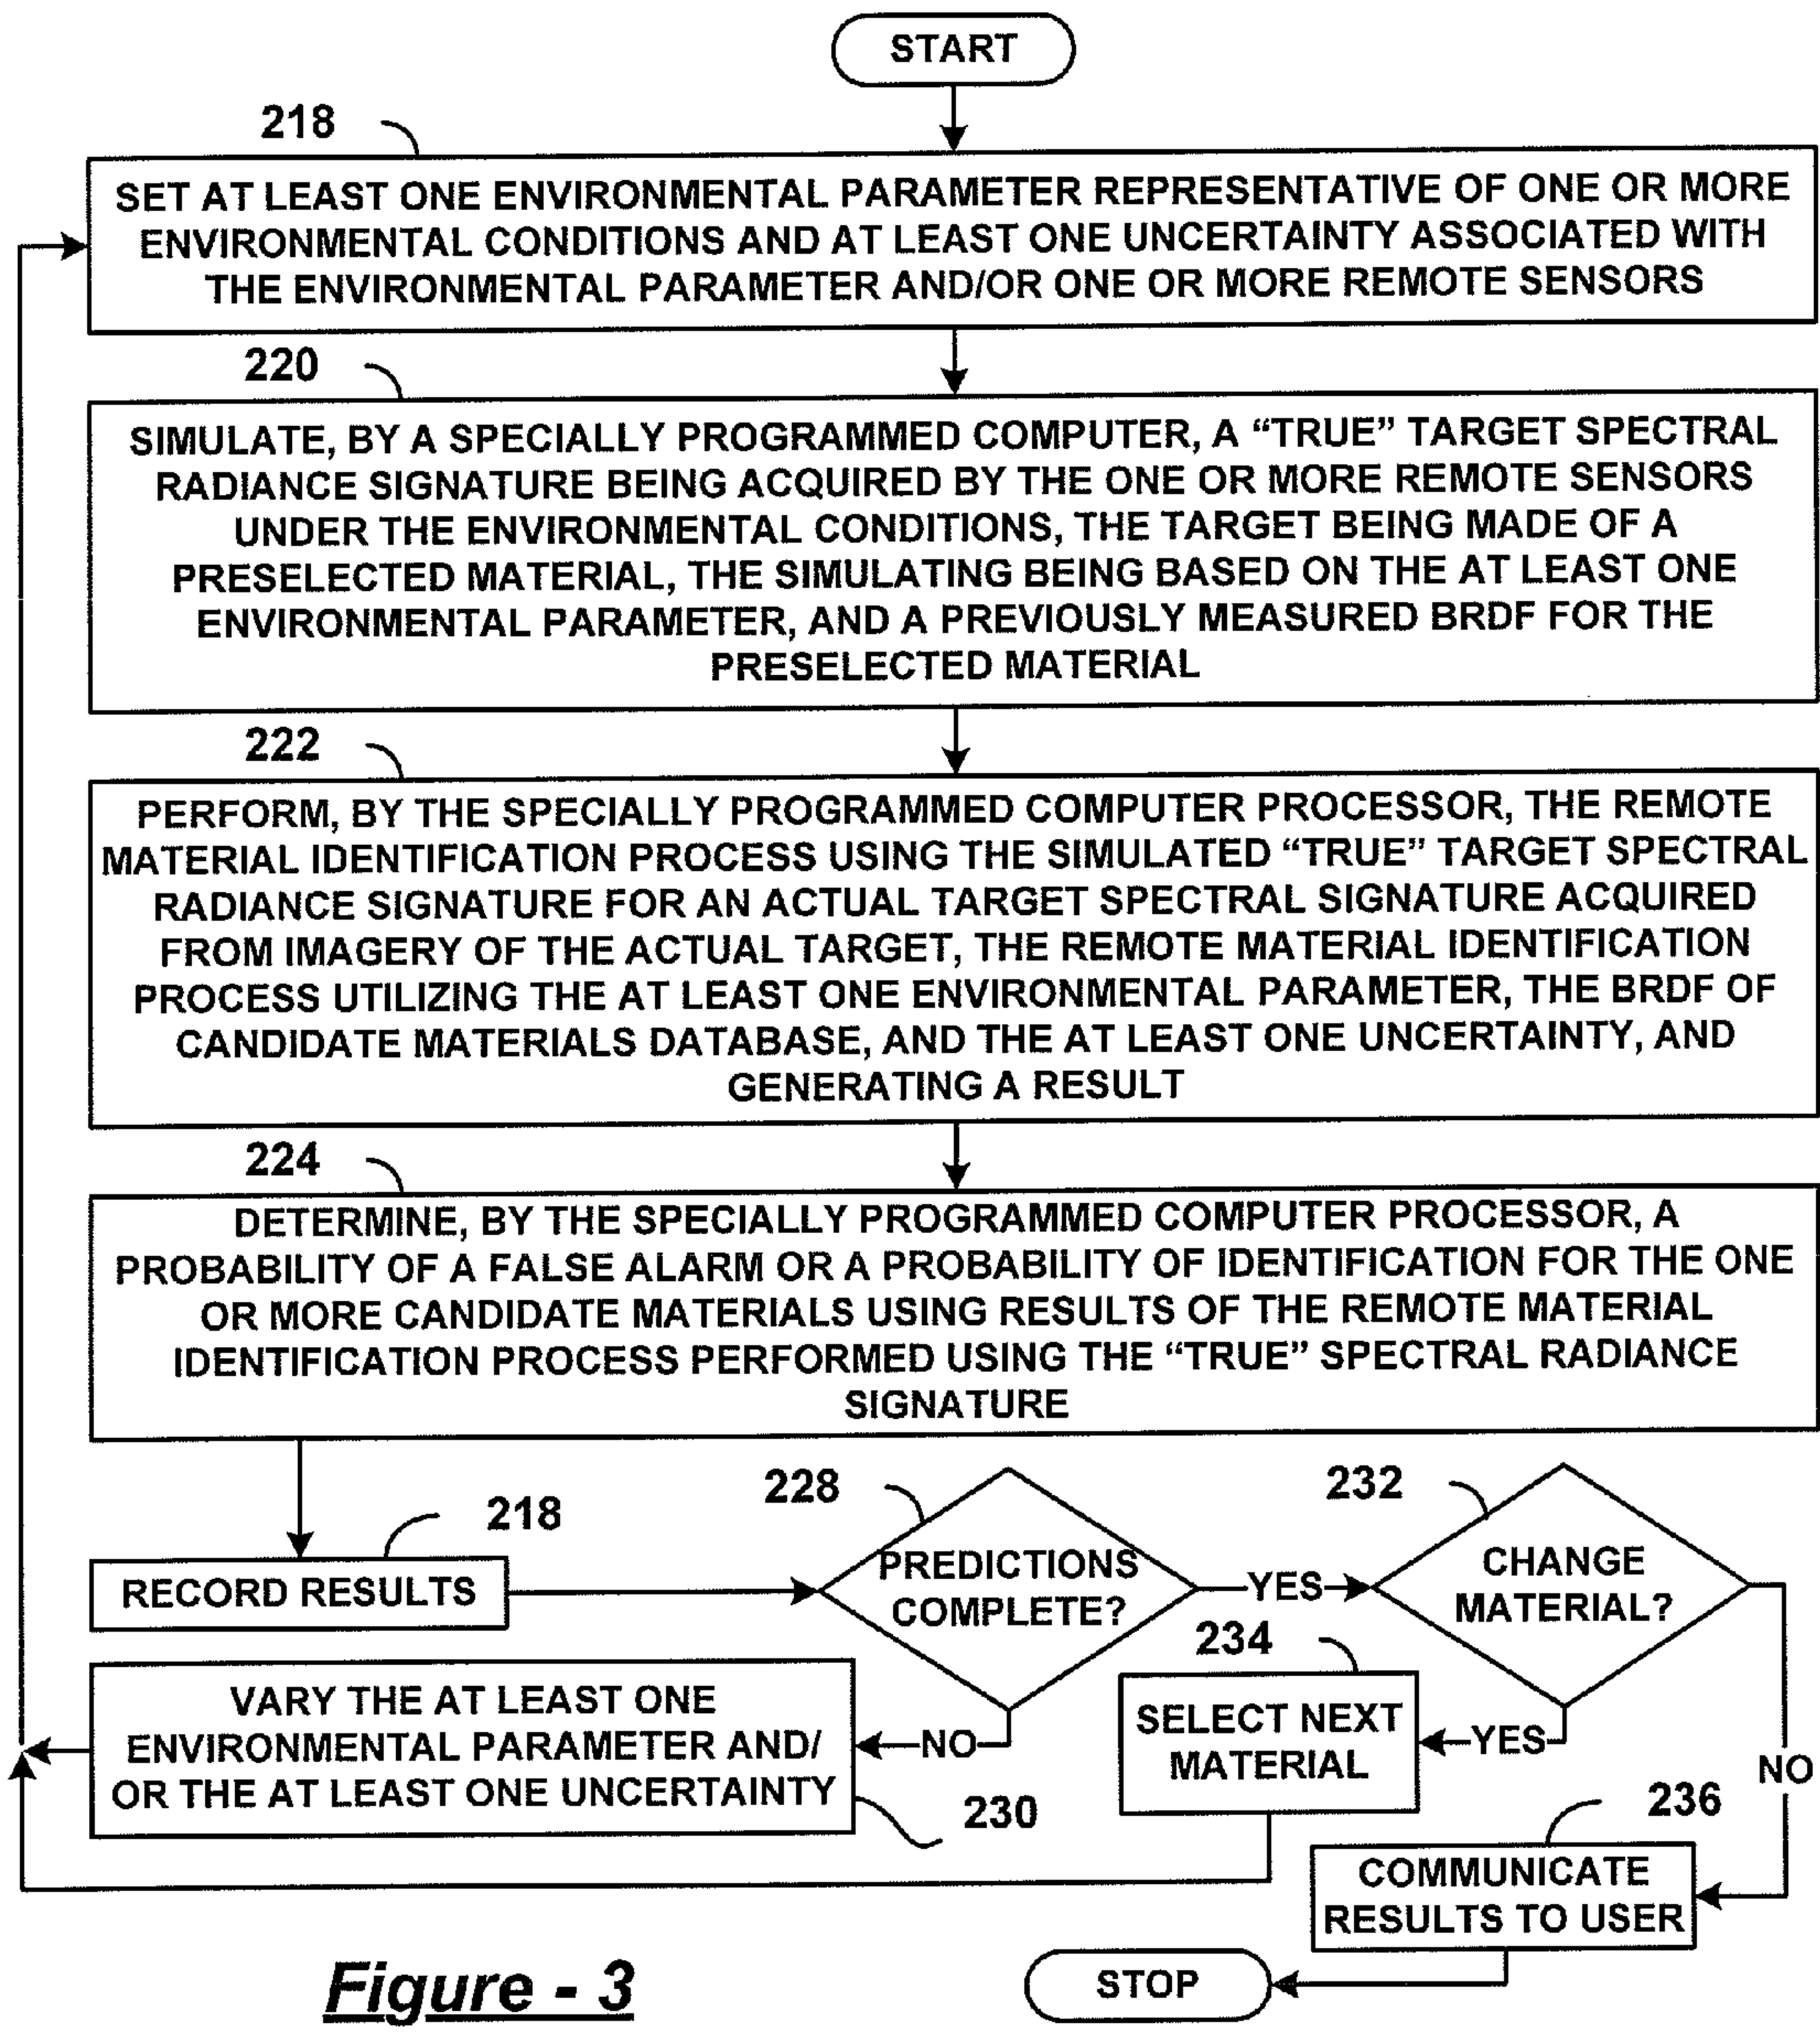 START
218
SET AT LEAST ONE ENVIRONMENTAL PARAMETER REPRESENTATIVE OF ONE OR MORE
ENVIRONMENTAL CONDITIONS AND AT LEAST ONE UNCERTAINTY ASSOCIATED WITH
THE ENVIRONMENTAL PARAMETER AND/OR ONE OR MORE REMOTE SENSORS
220
SIMULATE, BY A SPECIALLY PROGRAMMED COMPUTER, A “TRUE” TARGET SPECTRAL
RADIANCE SIGNATURE BEING ACQUIRED BY THE ONE OR MORE REMOTE SENSORS
UNDER THE ENVIRONMENTAL CONDITIONS, THE TARGET BEING MADE OF A
PRESELECTED MATERIAL, THE SIMULATING BEING BASED ON THE AT LEAST ONE
ENVIRONMENTAL PARAMETER, AND A PREVIOUSLY MEASURED BRDF FOR THE
PRESELECTED MATERIAL
222
PERFORM, BY THE SPECIALLY PROGRAMMED COMPUTER PROCESSOR, THE REMOTE
MATERIAL IDENTIFICATION PROCESS USING THE SIMULATED “TRUE” TARGET SPECTRAL
RADIANCE SIGNATURE FOR AN ACTUAL TARGET SPECTRAL SIGNATURE ACQUIRED
FROM IMAGERY OF THE ACTUAL TARGET, THE REMOTE MATERIAL IDENTIFICATION
PROCESS UTILIZING THE AT LEAST ONE ENVIRONMENTAL PARAMETER, THE BRDF OF
CANDIDATE MATERIALS DATABASE, AND THE AT LEAST ONE UNCERTAINTY, AND
GENERATING A RESULT
224
DETERMINE, BY THE SPECIALLY PROGRAMMED COMPUTER PROCESSOR, A
PROBABILITY OF A FALSE ALARM OR A PROBABILITY OF IDENTIFICATION FOR THE ONE
OR MORE CANDIDATE MATERIALS USING RESULTS OF THE REMOTE MATERIAL
IDENTIFICATION PROCESS PERFORMED USING THE “TRUE” SPECTRAL RADIANCE
SIGNATURE
218
RECORD RESULTS
228
PREDICTIONS
COMPLETE?
YES
232
CHANGE
MATERIAL?
NO
VARY THE AT LEAST ONE
ENVIRONMENTAL PARAMETER AND/
OR THE AT LEAST ONE UNCERTAINTY
230
234
SELECT NEXT
MATERIAL
YES
NO
236
COMMUNICATE
RESULTS TO USER
STOP
Figure - 3